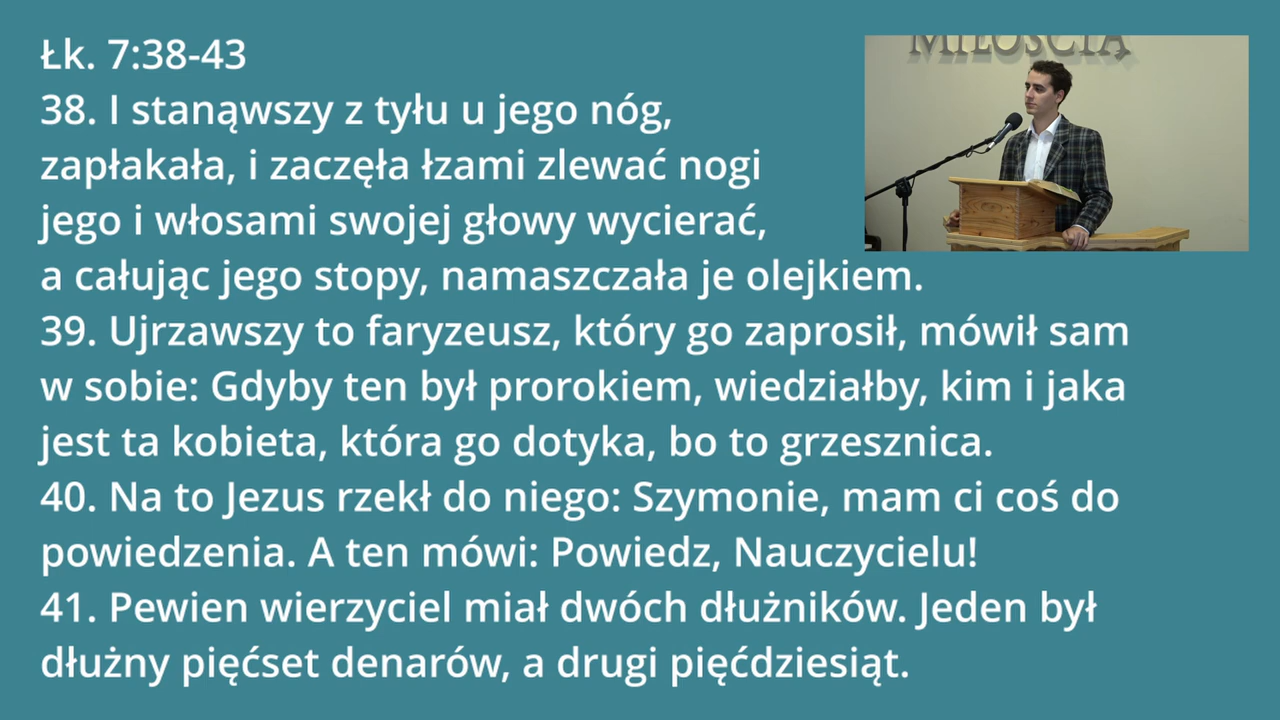 Łk. 7:38-43
38. I stanąwszy z tyłu u jego nóg,
zapłakała, i zaczęła łzami zlewać nogi
jego i włosami swojej głowy wycierać,
a całując jego stopy, namaszczała je olejkiem.
39. Ujrzawszy to faryzeusz, który go zaprosił, mówił sam
w sobie: Gdyby ten był prorokiem, wiedziałby, kim i jaka
jest ta kobieta, która go dotyka, bo to grzesznica.
40. Na to Jezus rzekł do niego: Szymonie, mam ci coś do
powiedzenia. A ten mówi: Powiedz, Nauczycielu!
41. Pewien wierzyciel miał dwóch dłużników. Jeden był
dłużny pięćset denarów, a drugi pięćdziesiąt.
MIŁOŚCIĄ